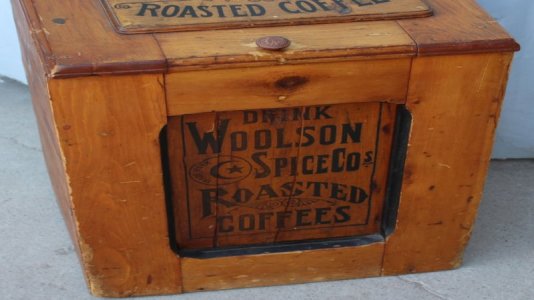 ROASTED COFFEE
DRINK
WOOLSON
SPICE CO'S
ROASTED
COFFEES